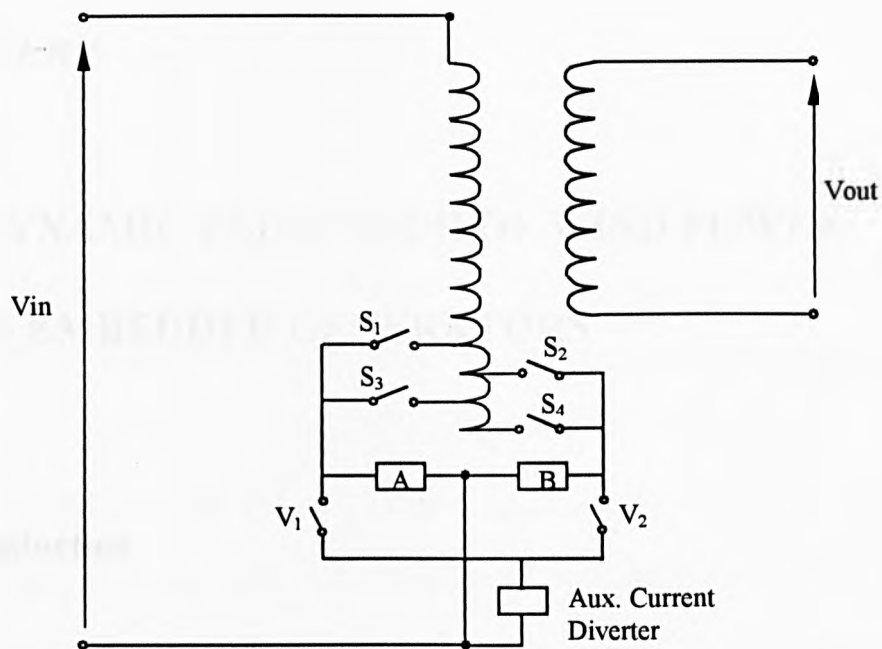 Vin
Vout
S1
S2
S3
S4
A
B
V1
V2
Aux. Current
Diverter